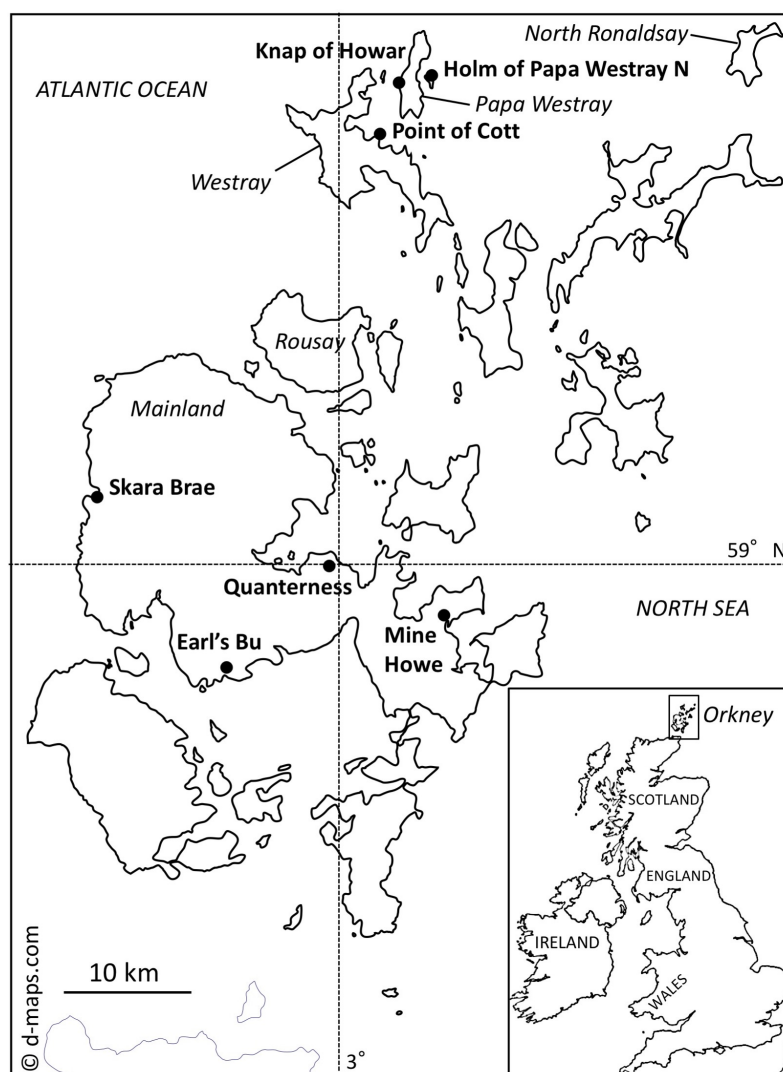 North Ronaldsay
Knap of Howar
Holm of Papa Westray N
ATLANTIC OCEAN
Papa Westray
Point of Cott
Westray
Rousay
Mainland
Skara Brae
59° N
Quanterness
NORTH SEA
Earl's Bu
Mine
Howe
Orkney
SCOTLAND
ENGLAND
IRELAND
WALES
10 km
© d-maps.com
3°